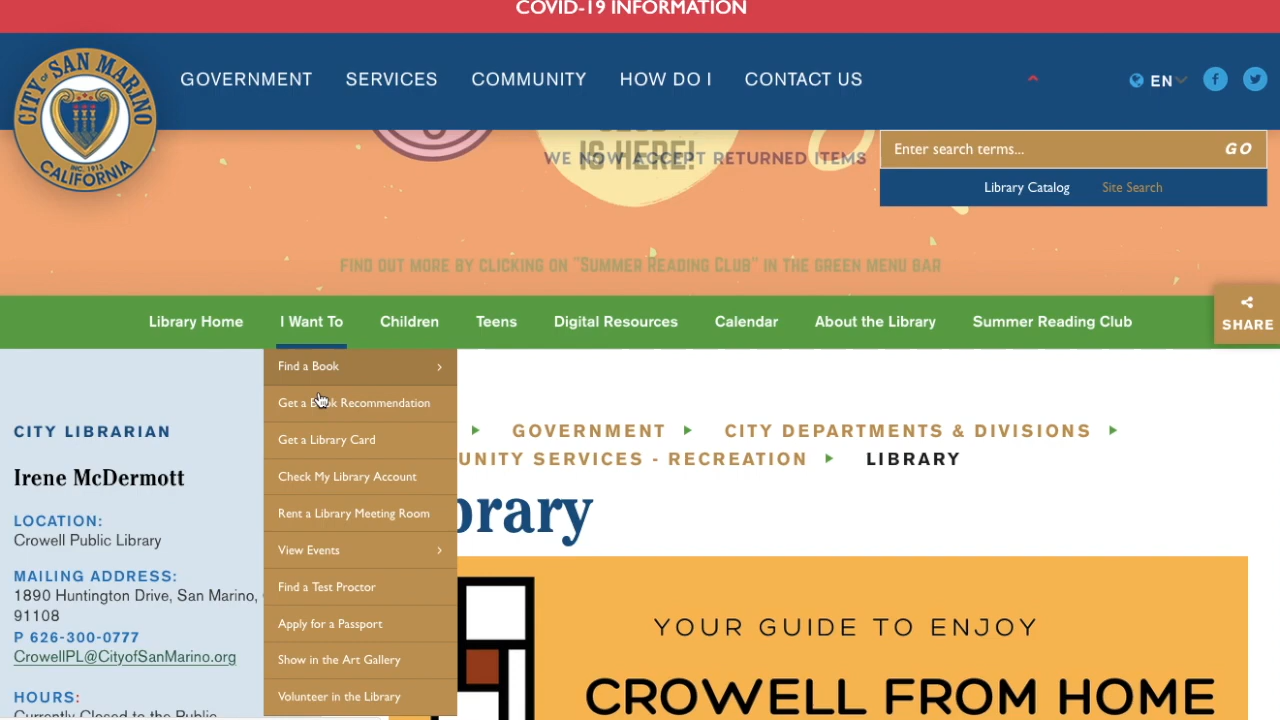 COVID-19 INFORMATION
CITY OF SAN MARINO
INC. 1913
CALIFORNIA
GOVERNMENT
SERVICES
COMMUNITY
HOW DO I
CONTACT US
EN
IS HERE!
WE NOW ACCEPT RETURNED ITEMS
Enter search terms...
GO
Library Catalog
Site Search
FIND OUT MORE BY CLICKING ON "SUMMER READING CLUB" IN THE GREEN MENU BAR
SHARE
Library Home
I Want To
Children
Teens
Digital Resources
Calendar
About the Library
Summer Reading Club
Find a Book
Get a Book Recommendation
Get a Library Card
Check My Library Account
Rent a Library Meeting Room
View Events
Find a Test Proctor
Apply for a Passport
Show in the Art Gallery
Volunteer in the Library
CITY LIBRARIAN
Irene McDermott
LOCATION:
Crowell Public Library
MAILING ADDRESS:
1890 Huntington Drive, San Marino,
91108
P 626-300-0777
CrowellPL@CityofSanMarino.org
HOURS:
Currently Closed to the Public
GOVERNMENT
CITY DEPARTMENTS & DIVISIONS
UNITY SERVICES - RECREATION
LIBRARY
brary
YOUR GUIDE TO ENJOY
CROWELL FROM HOME